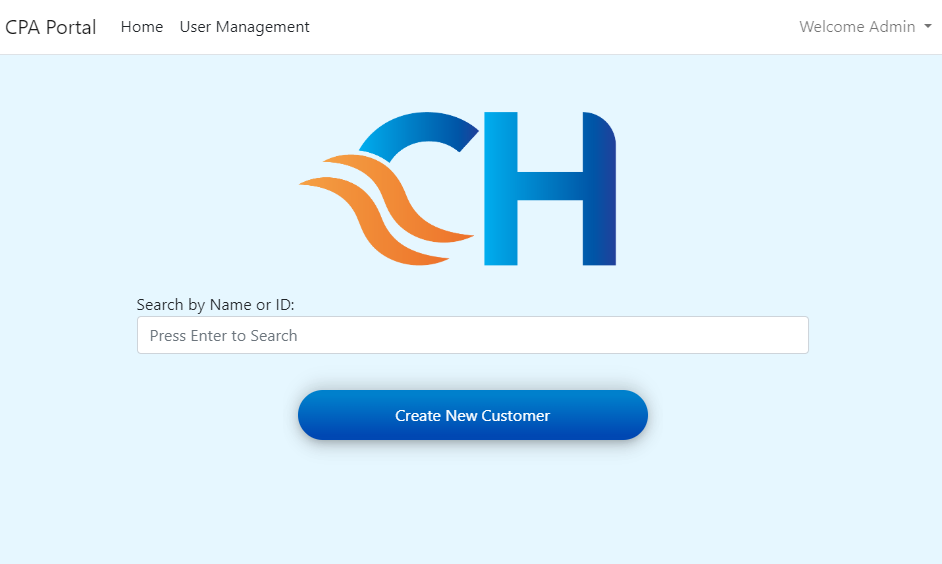 CPA Portal Home User Management Welcome Admin
CH
Search by Name or ID:
Press Enter to Search
Create New Customer